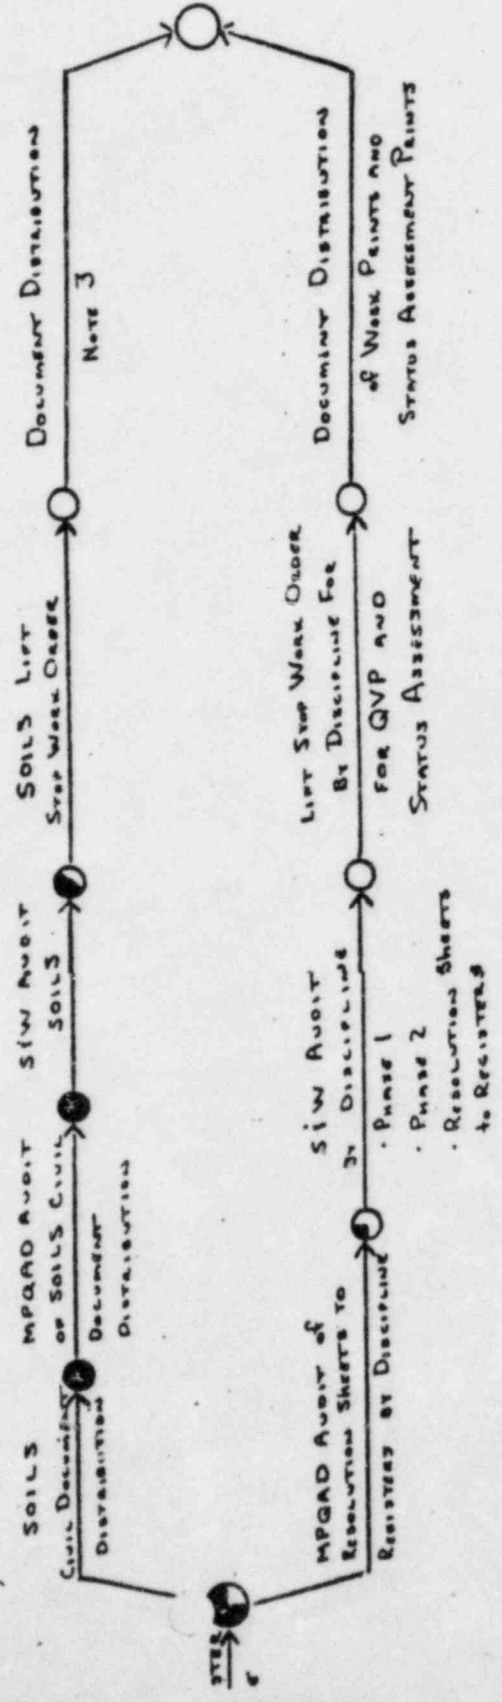 SOILS
CIVIL DOCUMENT
DISTRIBUTION
MPQAD AUDIT
OF SOILS CIVIL
DOCUMENT
DISTRIBUTION
S&W AUDIT
SOILS
SOILS LIFT
STOP WORK ORDER
DOCUMENT DISTRIBUTION
NOTE 3
MPQAD AUDIT of
RESOLUTION SHEETS TO
REGISTERS BY DISCIPLINE
S&W AUDIT
BY DISCIPLINE
· PHASE 1
· PHASE 2
· RESOLUTION SHEETS
to REGISTERS
LIFT STOP WORK ORDER
BY DISCIPLINE FOR
FOR QVP AND
STATUS ASSESSMENT
DOCUMENT DISTRIBUTION
of WORK PRINTS AND
STATUS ASSESSMENT PRINTS